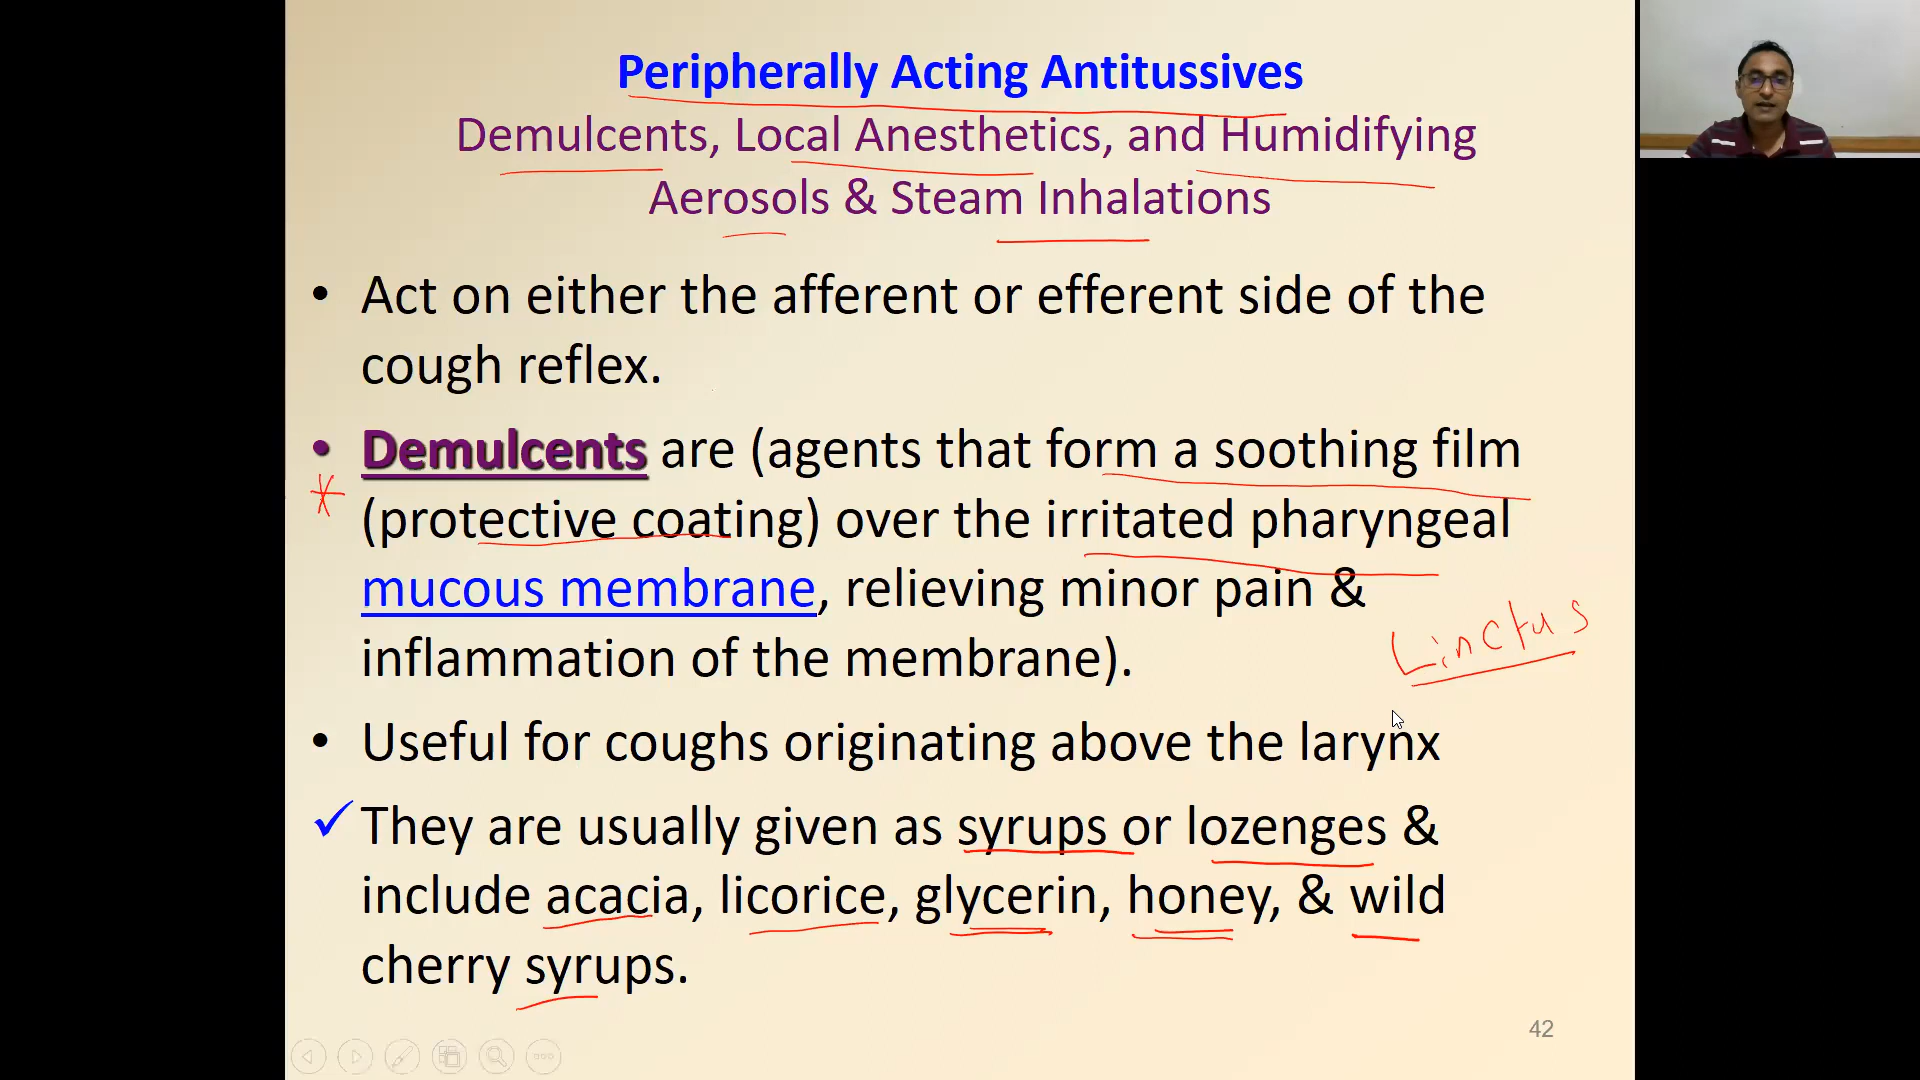 Peripherally Acting Antitussives
Demulcents, Local Anesthetics, and Humidifying
Aerosols & Steam Inhalations
• Act on either the afferent or efferent side of the
cough reflex.
• Demulcents are (agents that form a soothing film
(protective coating) over the irritated pharyngeal
mucous membrane, relieving minor pain &
inflammation of the membrane).
Linctus
• Useful for coughs originating above the larynx
✓ They are usually given as syrups or lozenges &
include acacia, licorice, glycerin, honey, & wild
cherry syrups.
42